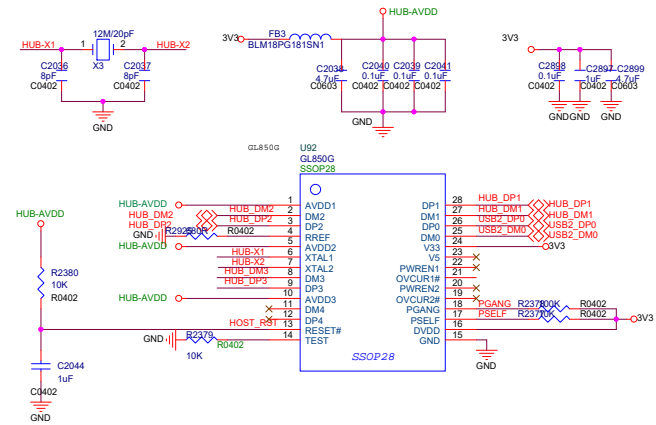 HUB-AVDD
12M/20pF
HUB-X1
1
2
HUB-X2
X3
C2036
8pF
C0402
C2037
8pF
C0402
GND
3V3
FB3
BLM18PG181SN1
C2038
4.7uF
C0603
C2040
0.1uF
C0402
C2039
0.1uF
C0402
C2041
0.1uF
C0402
GND
3V3
C2898
0.1uF
C0402
C2897
1uF
C0402
C2899
4.7uF
C0603
GND
GND
GND
GL850G
U92
GL850G
SSOP28
HUB-AVDD
1
AVDD1
HUB_DM2
HUB_DM2
2
DM2
HUB_DP2
HUB_DP2
3
DP2
GND
R0402
4
RREF
HUB-AVDD
5
AVDD2
HUB-X1
6
XTAL1
HUB-X2
7
XTAL2
HUB_DM3
8
DM3
HUB_DP3
9
DP3
HUB-AVDD
10
AVDD3
11
DM4
12
DP4
HOST_RST
13
RESET#
GND
R2379
14
TEST
10K
R0402
DP1
28
HUB_DP1
HUB_DP1
DM1
27
HUB_DM1
HUB_DM1
DP0
26
USB2_DP0
USB2_DP0
DM0
25
USB2_DM0
USB2_DM0
V33
24
3V3
V5
23
PWREN1
22
OVCUR1#
21
PWREN2
20
OVCUR2#
19
PGANG
18
PGANG
R0402
PSELF
17
PSELF
R0402
DVDD
16
3V3
GND
15
GND
SSOP28
HUB-AVDD
R2380
10K
R0402
C2044
1uF
C0402
GND